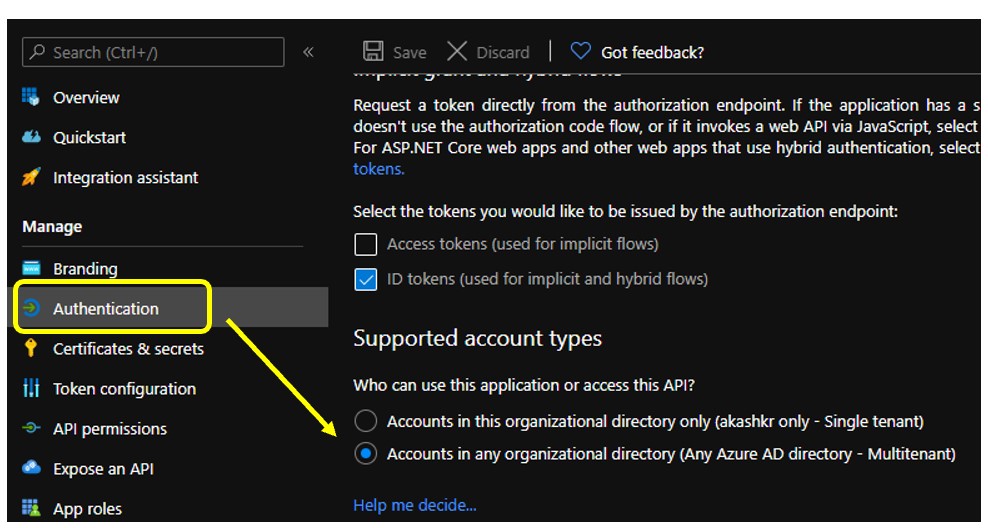 Search (Ctrl+/)
«
Overview
Quickstart
Integration assistant
Manage
Branding
Authentication
Certificates & secrets
Token configuration
API permissions
Expose an API
App roles
Save
Discard
Got feedback?
Implicit grant and hybrid flows
Request a token directly from the authorization endpoint. If the application has a s
doesn't use the authorization code flow, or if it invokes a web API via JavaScript, select
For ASP.NET Core web apps and other web apps that use hybrid authentication, select
tokens.
Select the tokens you would like to be issued by the authorization endpoint:
Access tokens (used for implicit flows)
ID tokens (used for implicit and hybrid flows)
Supported account types
Who can use this application or access this API?
Accounts in this organizational directory only (akashkr only - Single tenant)
Accounts in any organizational directory (Any Azure AD directory - Multitenant)
Help me decide...